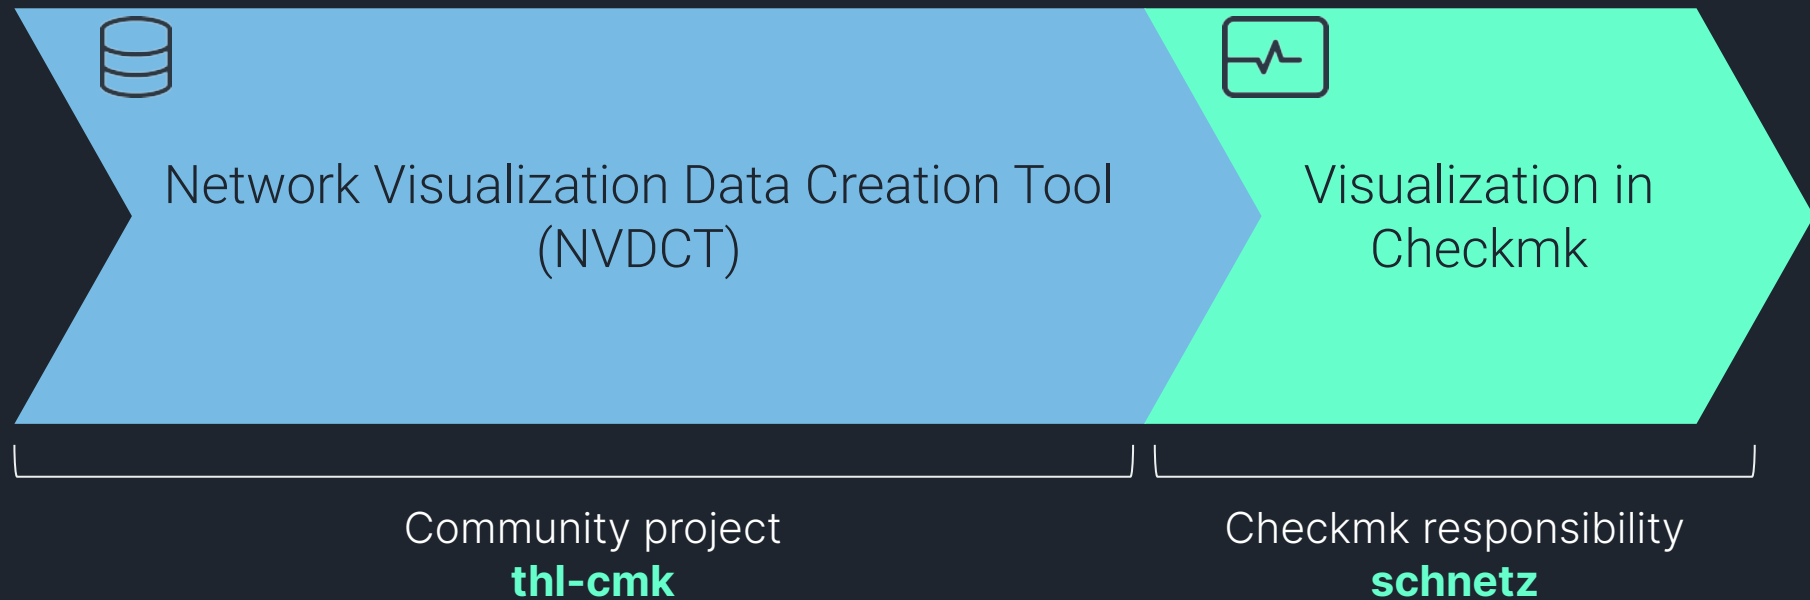 Network Visualization Data Creation Tool
(NVDCT)
Visualization in
Checkmk
Community project
thl-cmk
Checkmk responsibility
schnetz